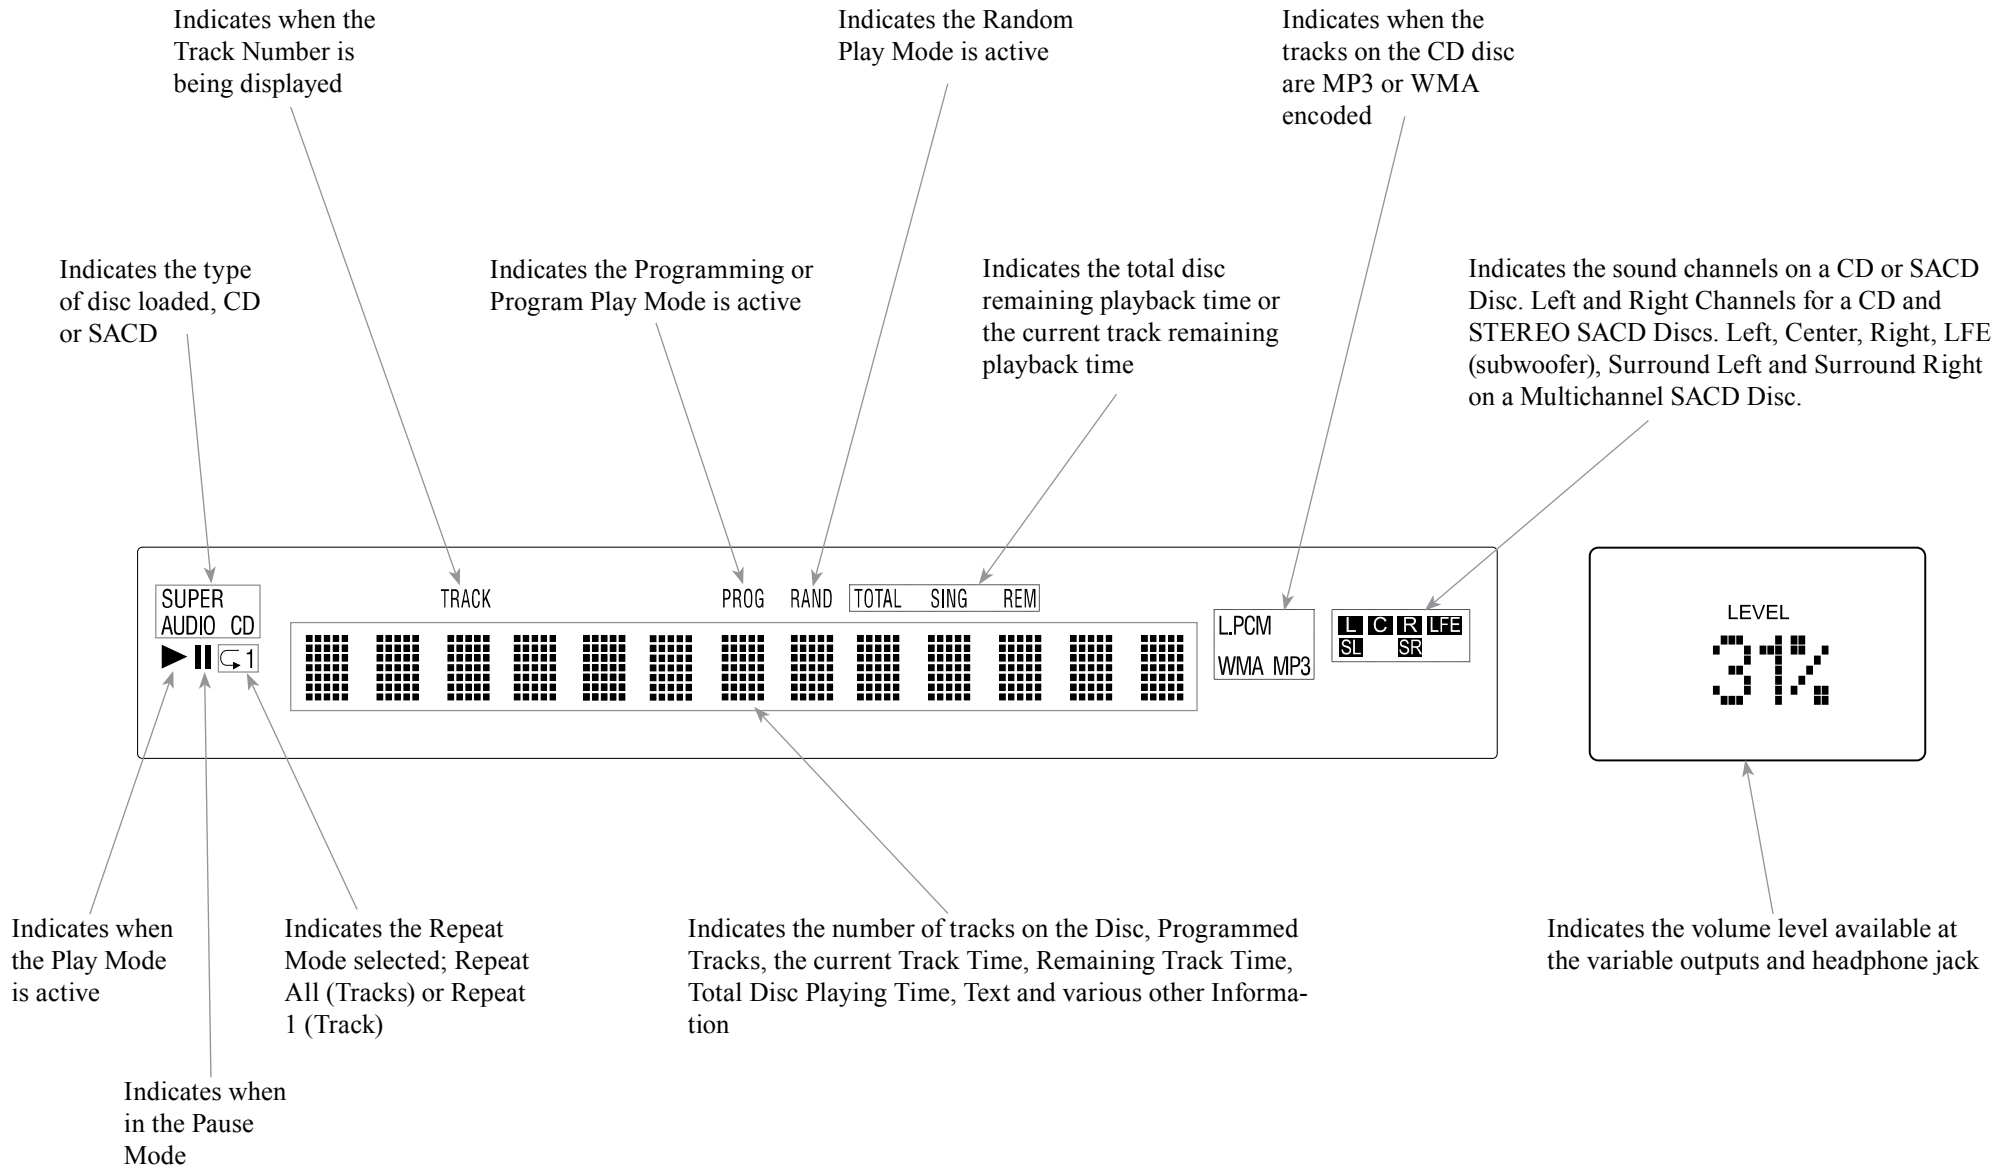 Indicates when the
Track Number is
being displayed
Indicates the Random
Play Mode is active
Indicates when the
tracks on the CD disc
are MP3 or WMA
encoded
Indicates the type
of disc loaded, CD
or SACD
Indicates the Programming or
Program Play Mode is active
Indicates the total disc
remaining playback time or
the current track remaining
playback time
Indicates the sound channels on a CD or SACD
Disc. Left and Right Channels for a CD and
STEREO SACD Discs. Left, Center, Right, LFE
(subwoofer), Surround Left and Surround Right
on a Multichannel SACD Disc.
SUPER
AUDIO CD
1
TRACK
PROG RAND TOTAL SING REM
L.PCM
WMA MP3
L C R LFE
SL SR
LEVEL
31%
Indicates when
the Play Mode
is active
Indicates the Repeat
Mode selected; Repeat
All (Tracks) or Repeat
1 (Track)
Indicates the number of tracks on the Disc, Programmed
Tracks, the current Track Time, Remaining Track Time,
Total Disc Playing Time, Text and various other Informa-
tion
Indicates the volume level available at
the variable outputs and headphone jack
Indicates when
in the Pause
Mode